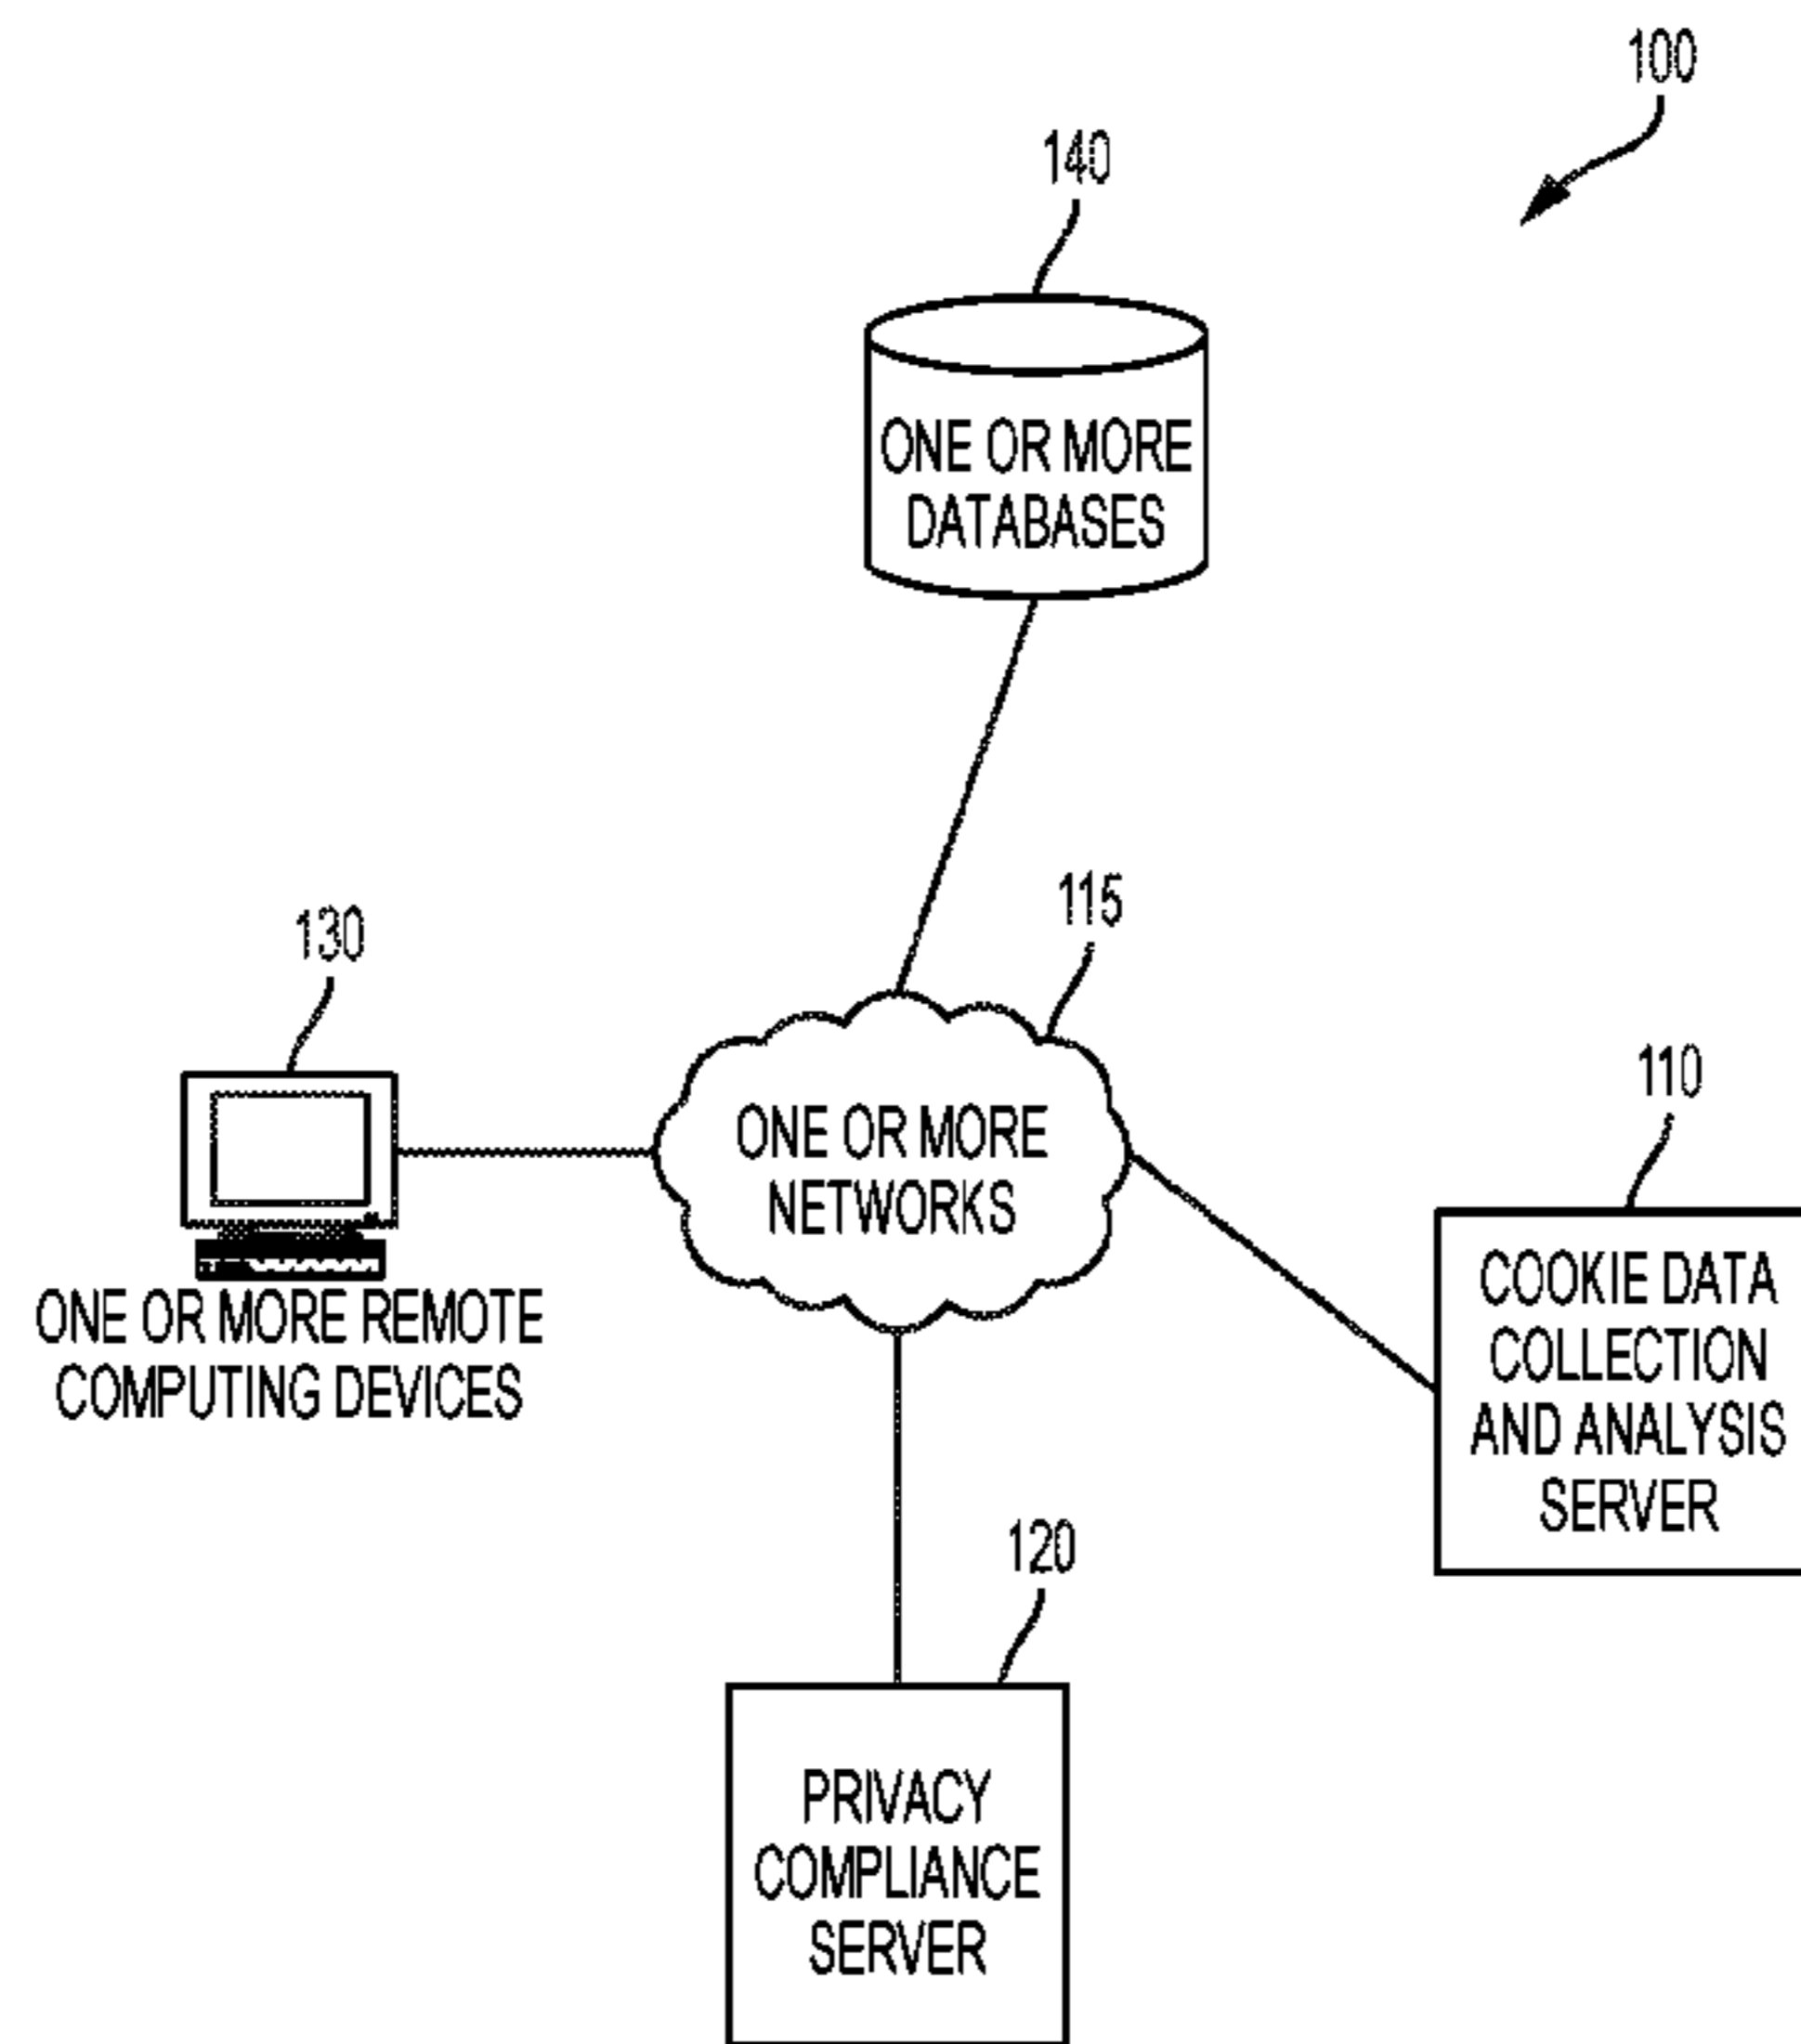 100
140
ONE OR MORE
DATABASES
115
130
110
ONE OR MORE
NETWORKS
COOKIE DATA
COLLECTION
AND ANALYSIS
SERVER
ONE OR MORE REMOTE
COMPUTING DEVICES
120
PRIVACY
COMPLIANCE
SERVER